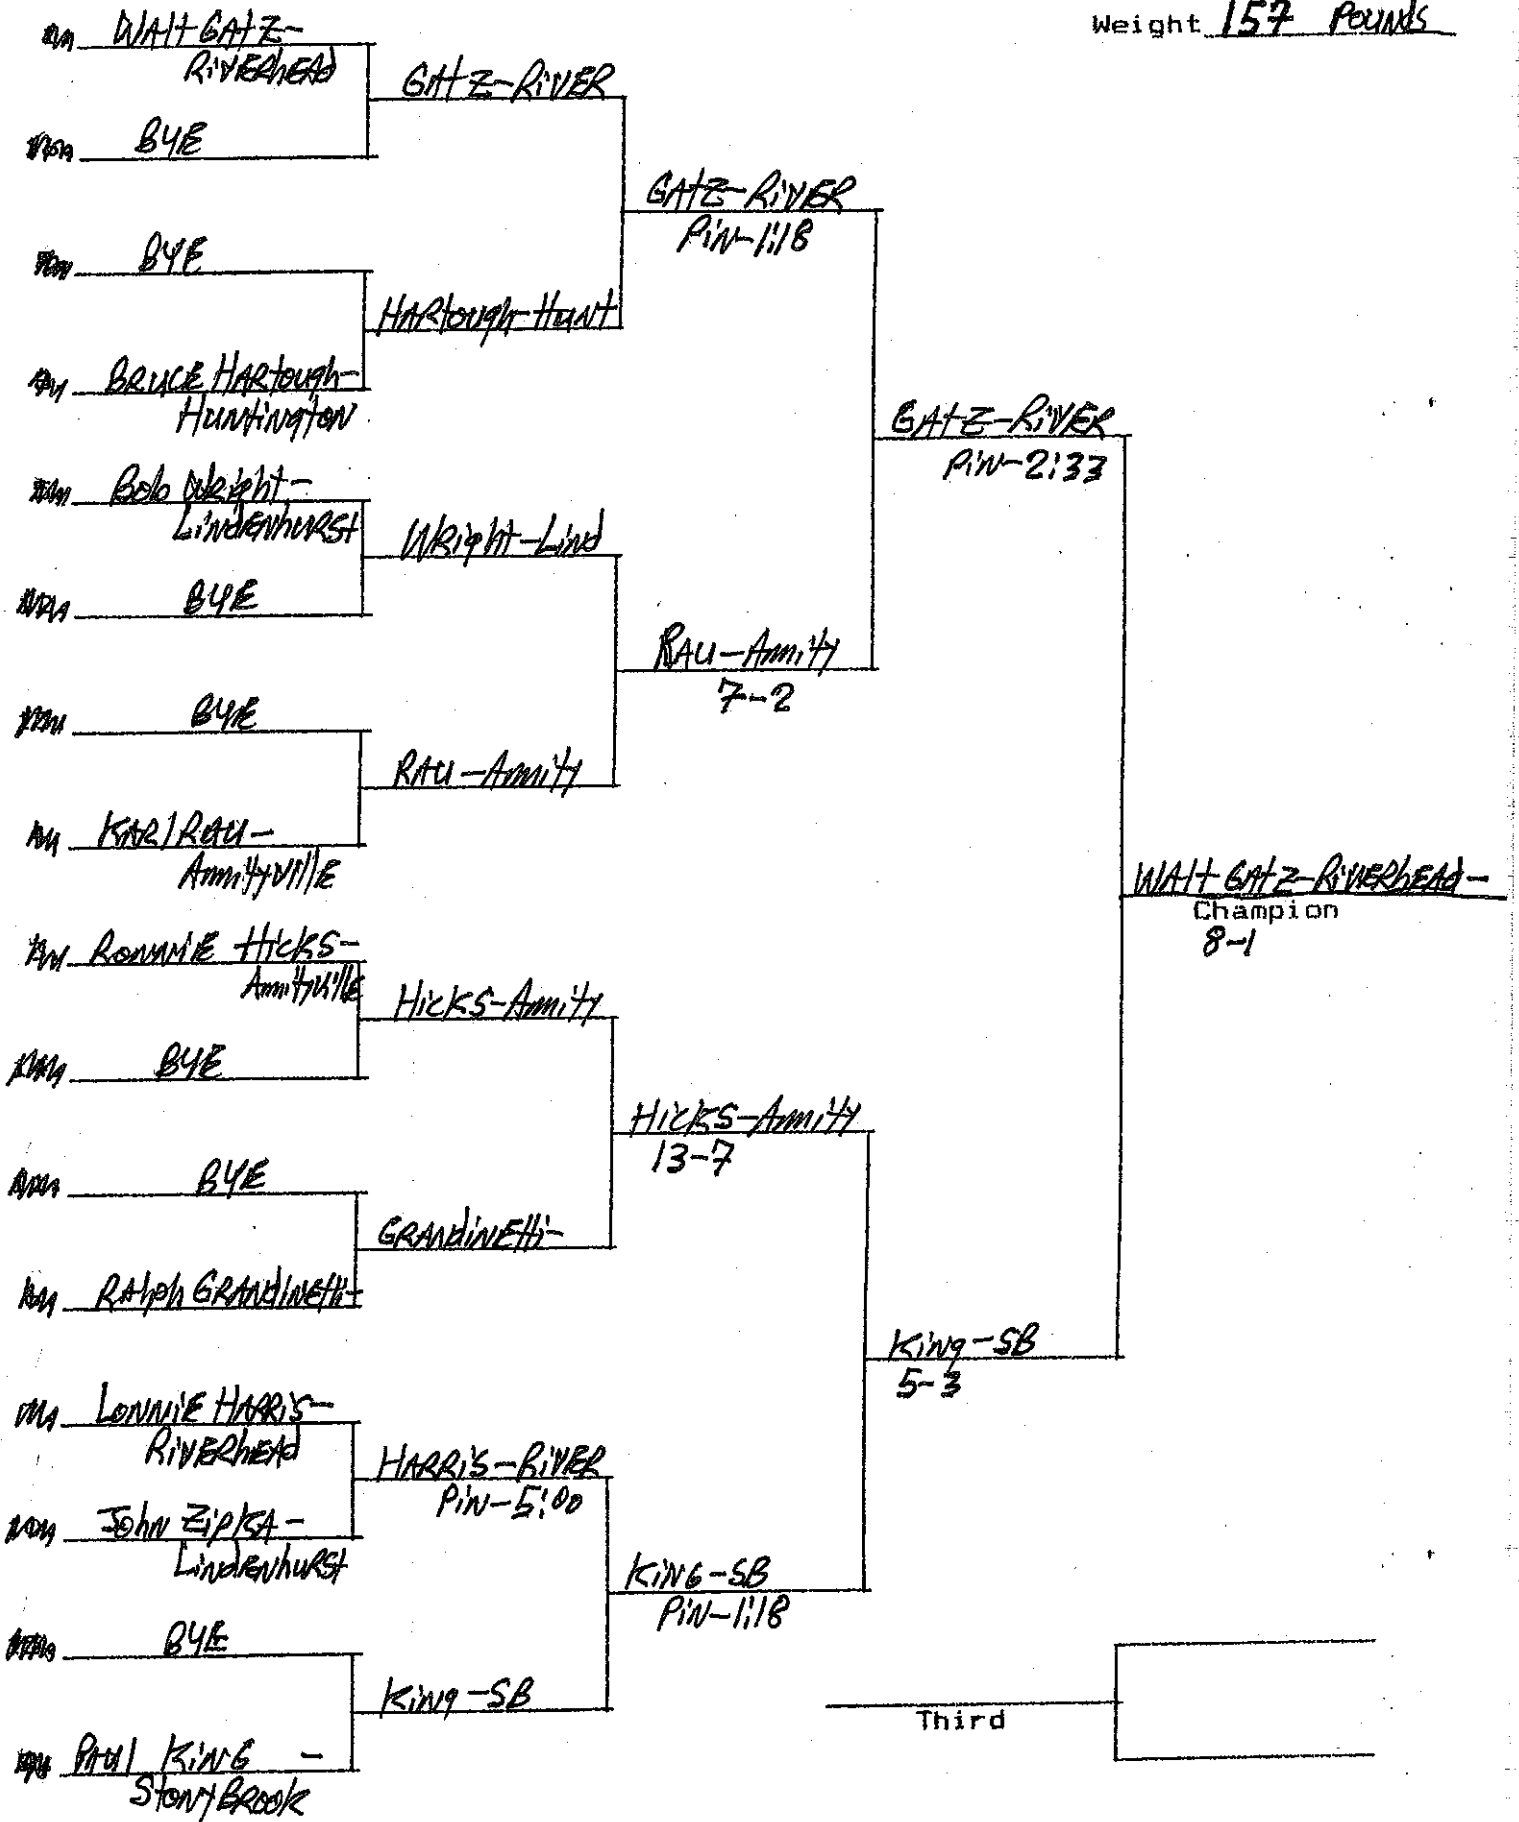 Weight 157 POUNDS
WALT GATZ-
RIVERHEAD
GATZ-RIVER
BYE
GATZ-RIVER
PIN-1:18
BYE
HARTOUGH-HUNT
BRUCE HARTOUGH-
HUNTINGTON
GATZ-RIVER
PIN-2:33
BOB WRIGHT-
LINDENHURST
WRIGHT-LIND
BYE
RAU-AMITY
7-2
BYE
RAU-AMITY
KARL RAU-
AMITYVILLE
WALT GATZ-RIVERHEAD-
Champion
8-1
RONNIE HICKS-
AMITYVILLE
HICKS-AMITY
BYE
HICKS-AMITY
13-7
BYE
GRANDINETTI-
RALPH GRANDINETTI-
KING-SB
5-3
LONNIE HARRIS-
RIVERHEAD
HARRIS-RIVER
PIN-5:00
JOHN ZIPKA-
LINDENHURST
KING-SB
PIN-1:18
BYE
KING-SB
Third
PAUL KING -
STONY BROOK